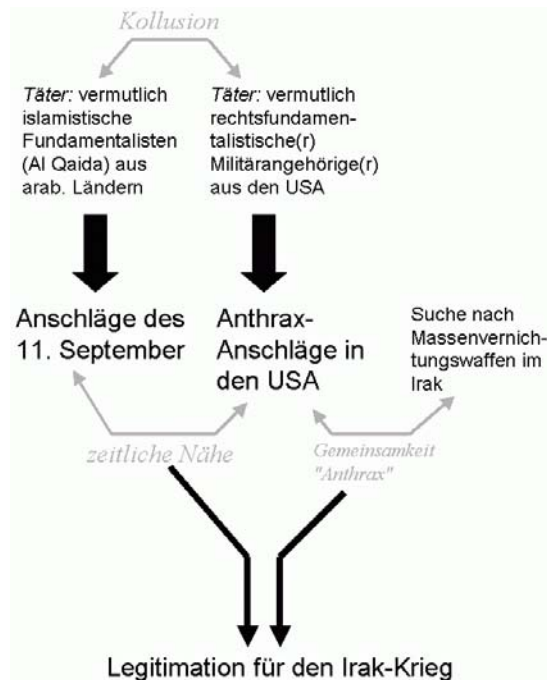 Kollusion
Täter: vermutlich
islamistische
Fundamentalisten
(Al Qaida) aus
arab. Ländern
Täter: vermutlich
rechtsfundamen-
talistische(r)
Militärangehörige(r)
aus den USA
Anschläge des
11. September
Anthrax-
Anschläge in
den USA
Suche nach
Massenvernich-
tungswaffen im
Irak
zeitliche Nähe
Gemeinsamkeit
"Anthrax"
Legitimation für den Irak-Krieg